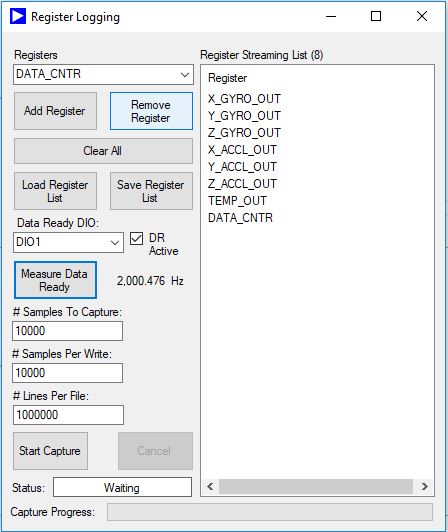 Register Logging
Registers
DATA_CNTR
Add Register
Remove
Register
Clear All
Load Register
List
Save Register
List
Data Ready DIO:
DIO1
DR
Active
Measure Data
Ready
2,000.476 Hz
# Samples To Capture:
10000
# Samples Per Write:
10000
# Lines Per File:
1000000
Start Capture
Cancel
Status:
Waiting
Capture Progress:
Register Streaming List (8)
Register
X_GYRO_OUT
Y_GYRO_OUT
Z_GYRO_OUT
X_ACCL_OUT
Y_ACCL_OUT
Z_ACCL_OUT
TEMP_OUT
DATA_CNTR